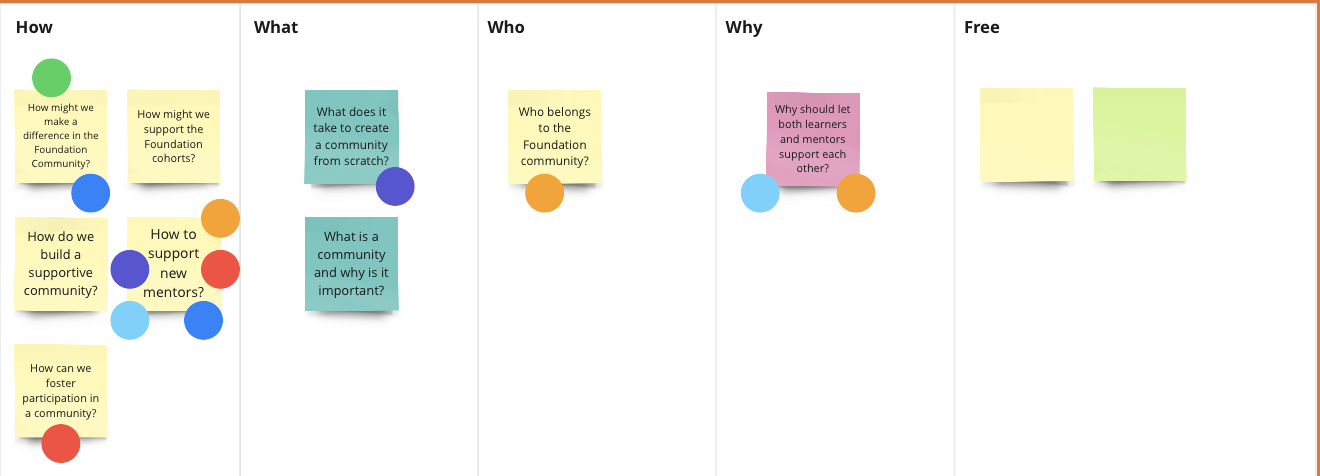 How
What
Who
Why
Free
How might we
make a
difference in the
Foundation
Community?
How might we
support the
Foundation
cohorts?
How do we
build a
supportive
community?
How to
support
new
mentors?
How can we
foster
participation in
a community?
What does it
take to create
a community
from scratch?
What is a
community
and why is it
important?
Who belongs
to the
Foundation
community?
Why should let
both learners
and mentors
support each
other?